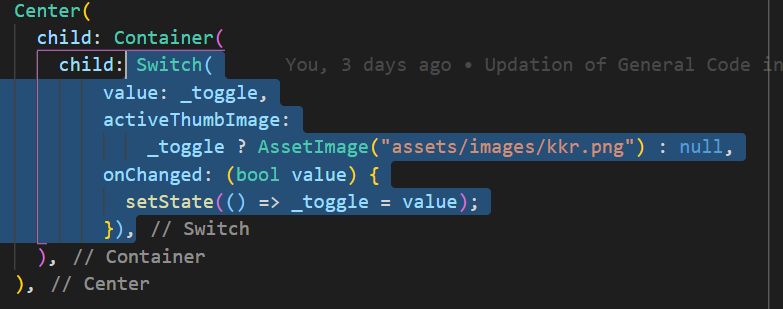 Center(
child: Container(
child: Switch( You, 3 days ago • Updation of General Code in
value: _toggle,
activeThumbImage:
_toggle ? AssetImage("assets/images/kkr.png") : null,
onChanged: (bool value) {
setState(() => _toggle = value);
}), // Switch
), // Container
), // Center